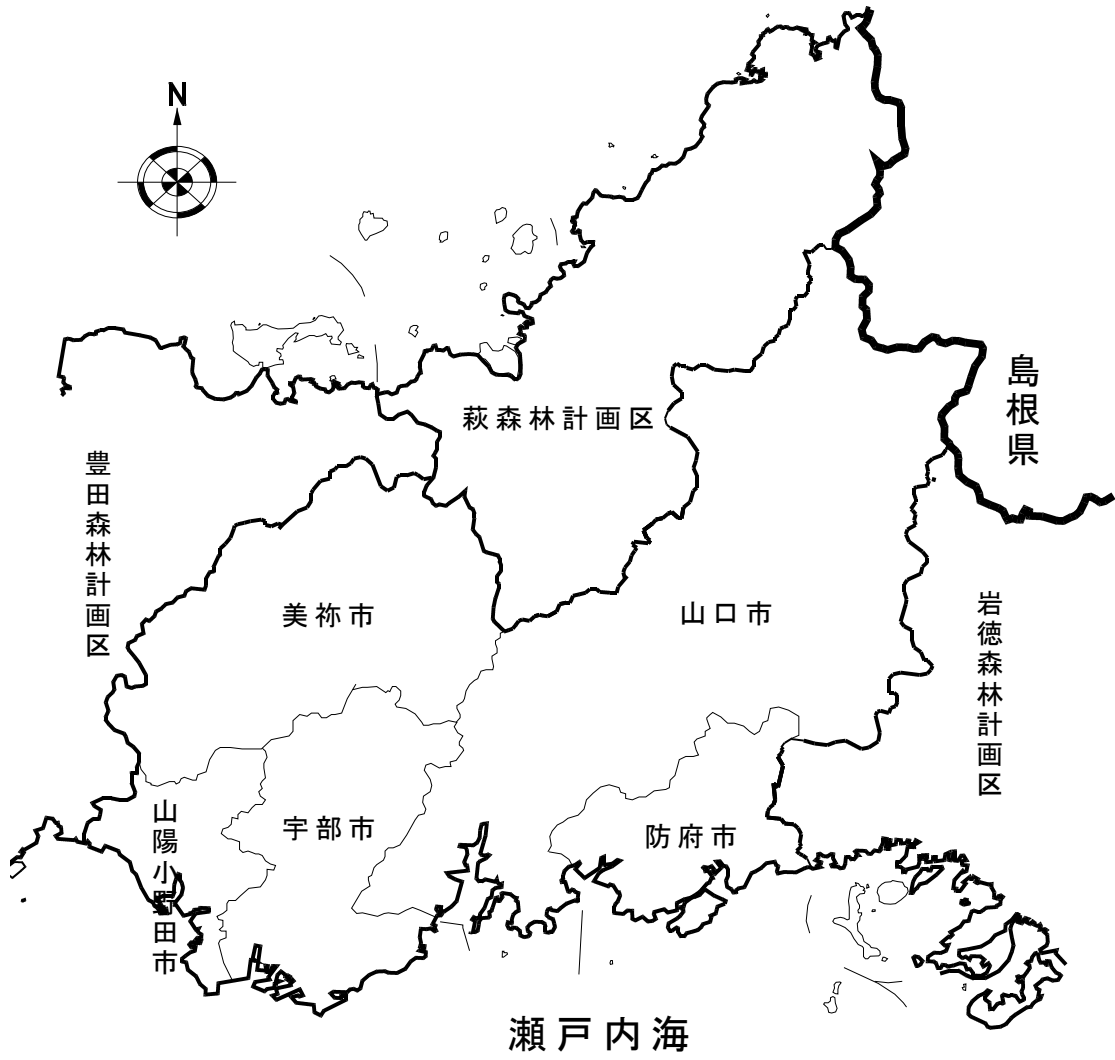 N
島根県
萩森林計画区
豊田森林計画区
美祢市
山口市
岩徳森林計画区
山陽小野田市
宇部市
防府市
瀬戸内海